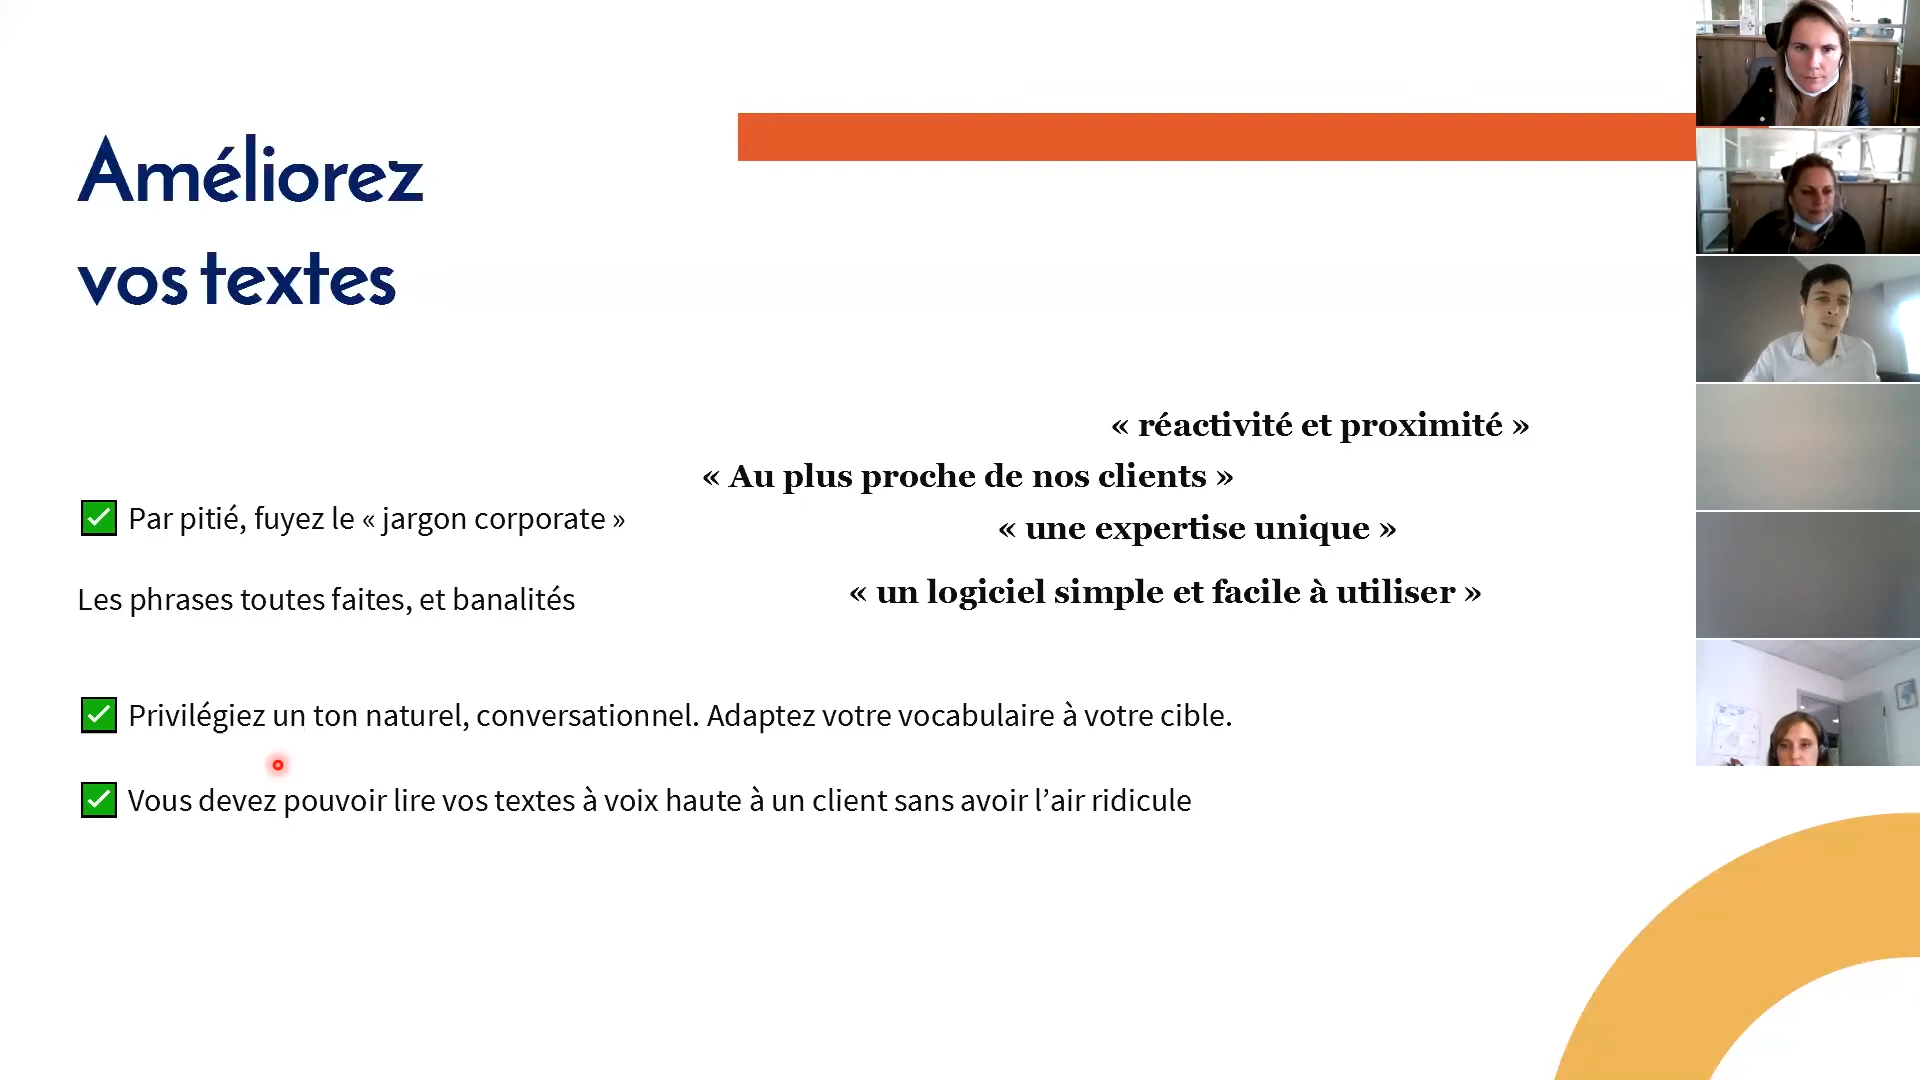 Améliorez
vos textes
« réactivité et proximité »
« Au plus proche de nos clients »
Par pitié, fuyez le « jargon corporate »
« une expertise unique »
Les phrases toutes faites, et banalités
« un logiciel simple et facile à utiliser »
Privilégiez un ton naturel, conversationnel. Adaptez votre vocabulaire à votre cible.
Vous devez pouvoir lire vos textes à voix haute à un client sans avoir l’air ridicule